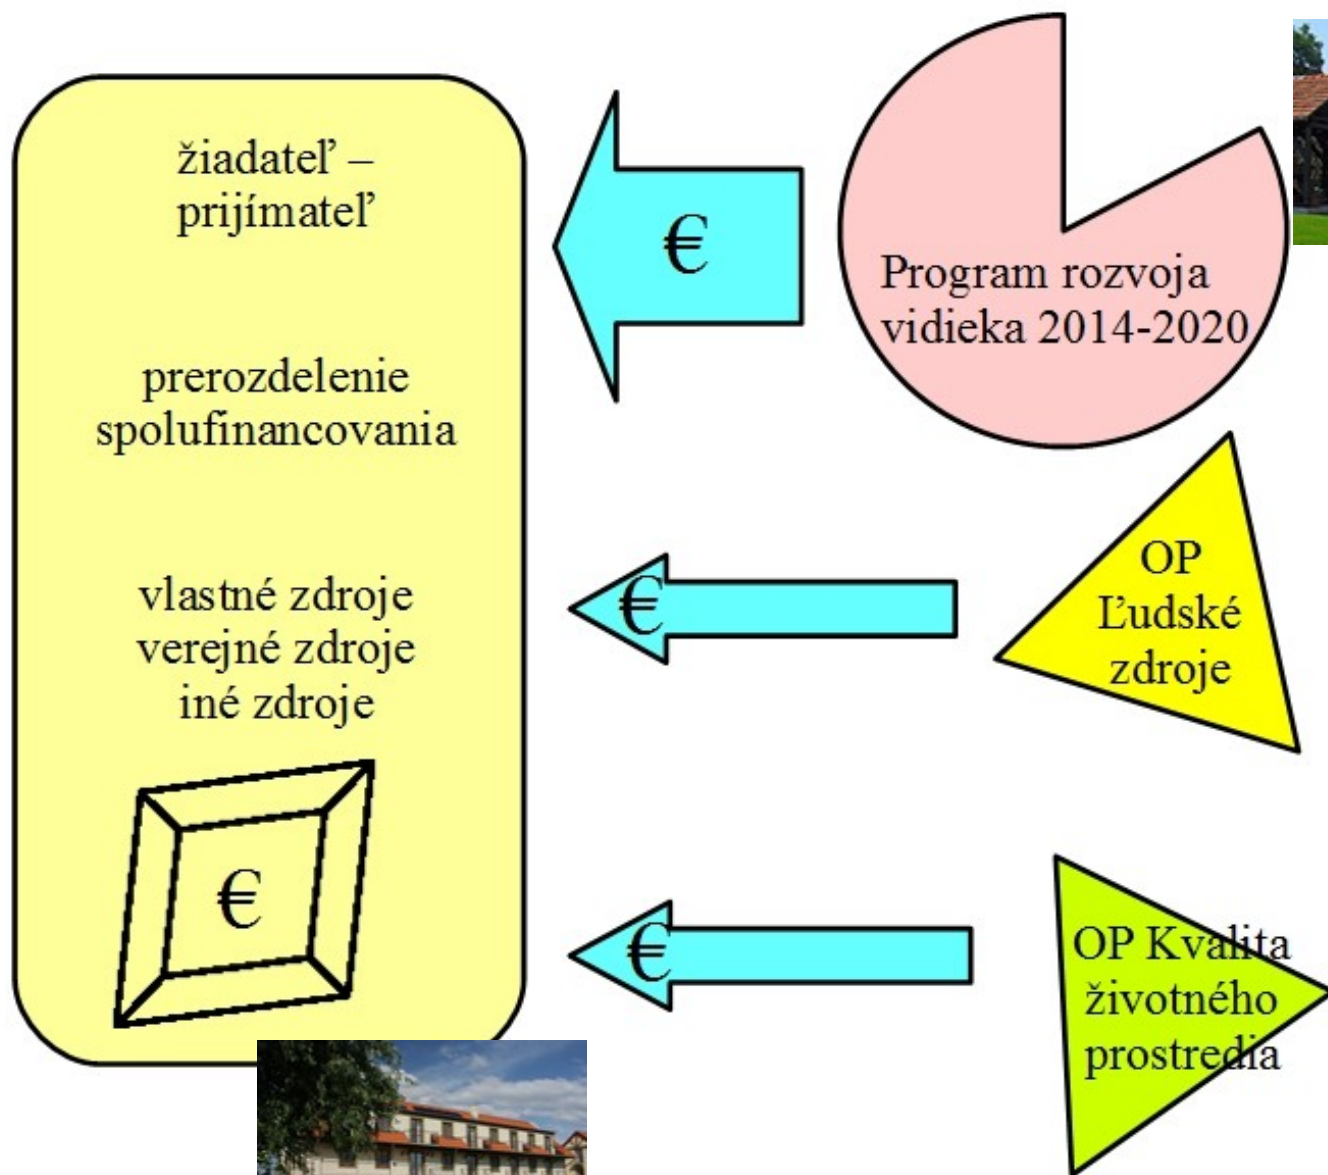 žiadateľ –
prijímateľ
prerozdelenie
spolufinancovania
vlastné zdroje
verejné zdroje
iné zdroje
€
€
Program rozvoja
vidieka 2014-2020
€
OP
Ľudské
zdroje
€
OP Kvalita
životného
prostredia